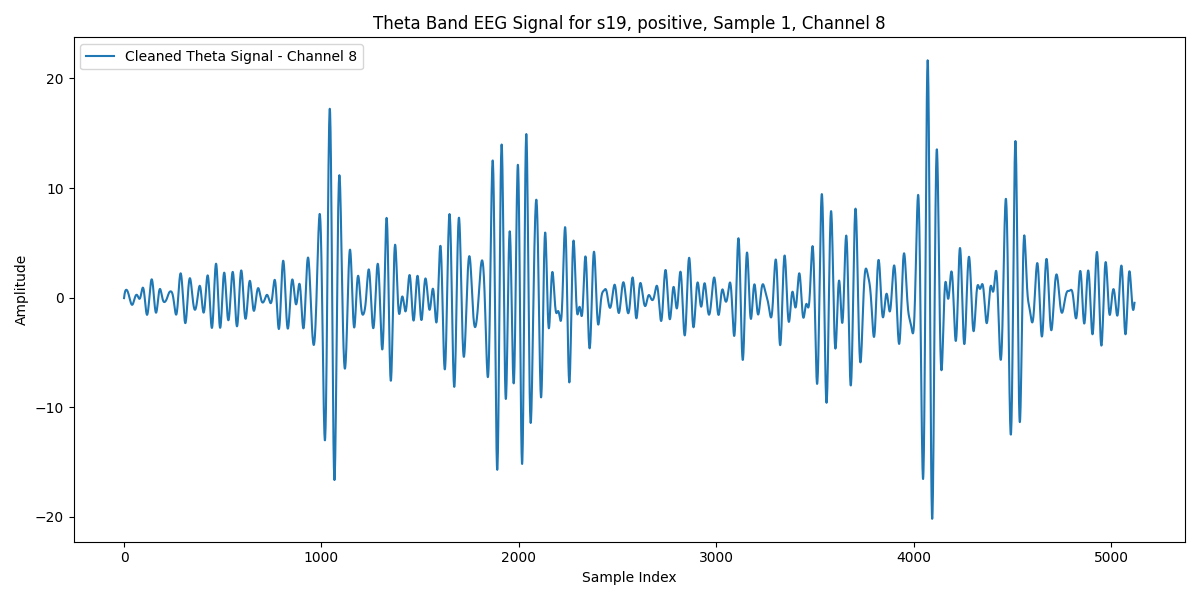 Theta Band EEG Signal for s19, positive, Sample 1, Channel 8
Cleaned Theta Signal - Channel 8
Amplitude
20
10
0
−10
−20
0 1000 2000 3000 4000 5000
Sample Index